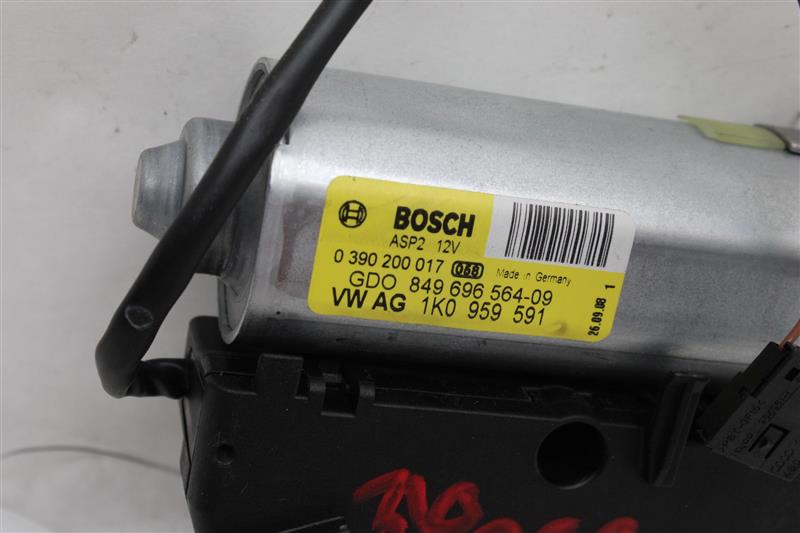 BOSCH
ASP2 12V
0 390 200 017 068 Made in Germany
GDO 849 696 564-09
VW AG 1K0 959 591
26.09.08 1